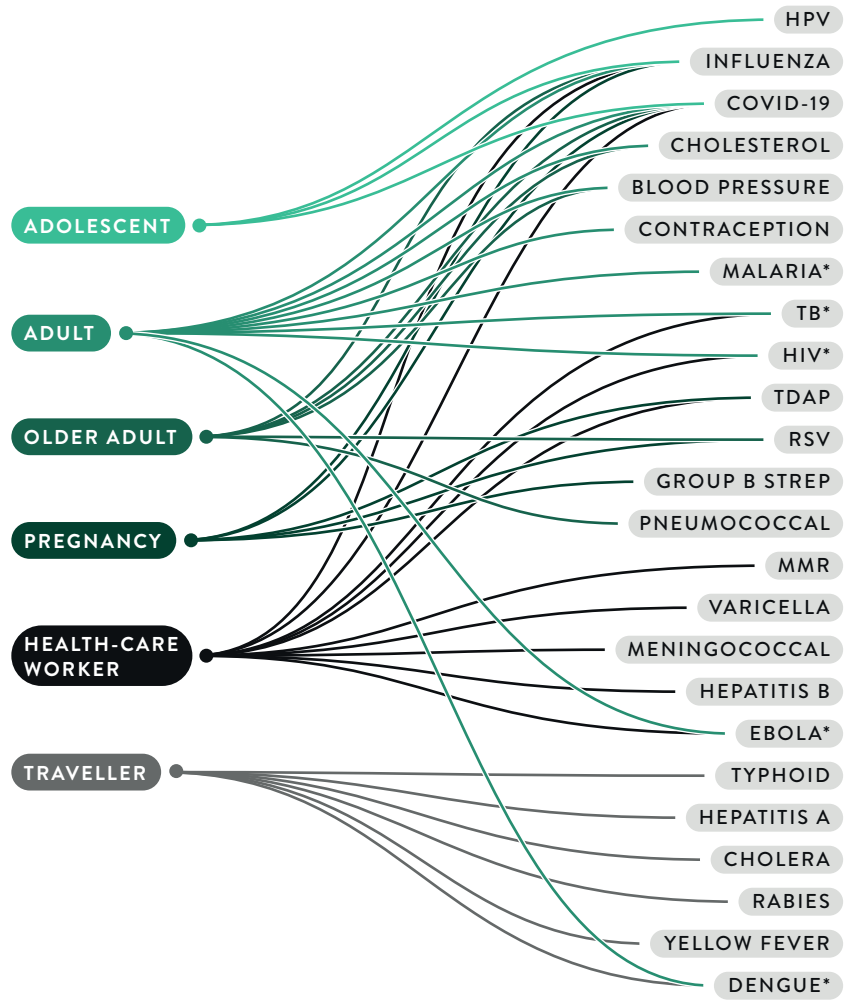 HPV
INFLUENZA
COVID-19
CHOLESTEROL
BLOOD PRESSURE
CONTRACEPTION
MALARIA*
TB*
HIV*
TDAP
RSV
GROUP B STREP
PNEUMOCOCCAL
MMR
VARICELLA
MENINGOCOCCAL
HEPATITIS B
EBOLA*
TYPHOID
HEPATITIS A
CHOLERA
RABIES
YELLOW FEVER
DENGUE*
ADOLESCENT
ADULT
OLDER ADULT
PREGNANCY
HEALTH-CARE
WORKER
TRAVELLER